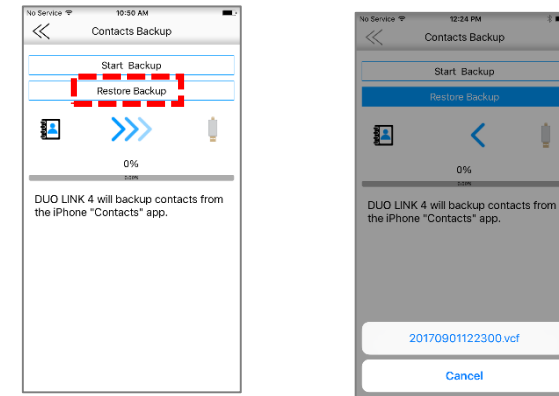 No Service 10:50 AM
Contacts Backup
Start Backup
Restore Backup
0%
DUO LINK 4 will backup contacts from
the iPhone "Contacts" app.
No Service 12:24 PM
Contacts Backup
Start Backup
Restore Backup
0%
DUO LINK 4 will backup contacts from
the iPhone "Contacts" app.
20170901122300.vcf
Cancel